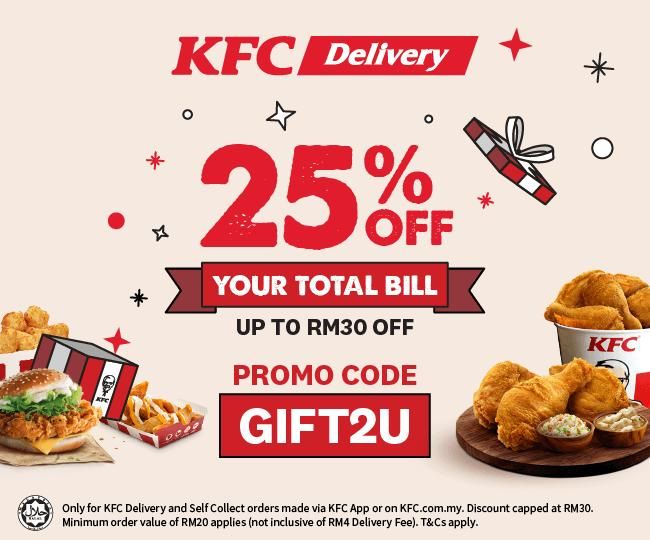 KFC Delivery
25%
OFF
YOUR TOTAL BILL
UP TO RM30 OFF
KFC
KFC
PROMO CODE
GIFT2U
حلال
Only for KFC Delivery and Self Collect orders made via KFC App or on KFC.com.my. Discount capped at RM30.
Minimum order value of RM20 applies (not inclusive of RM4 Delivery Fee). T&Cs apply.